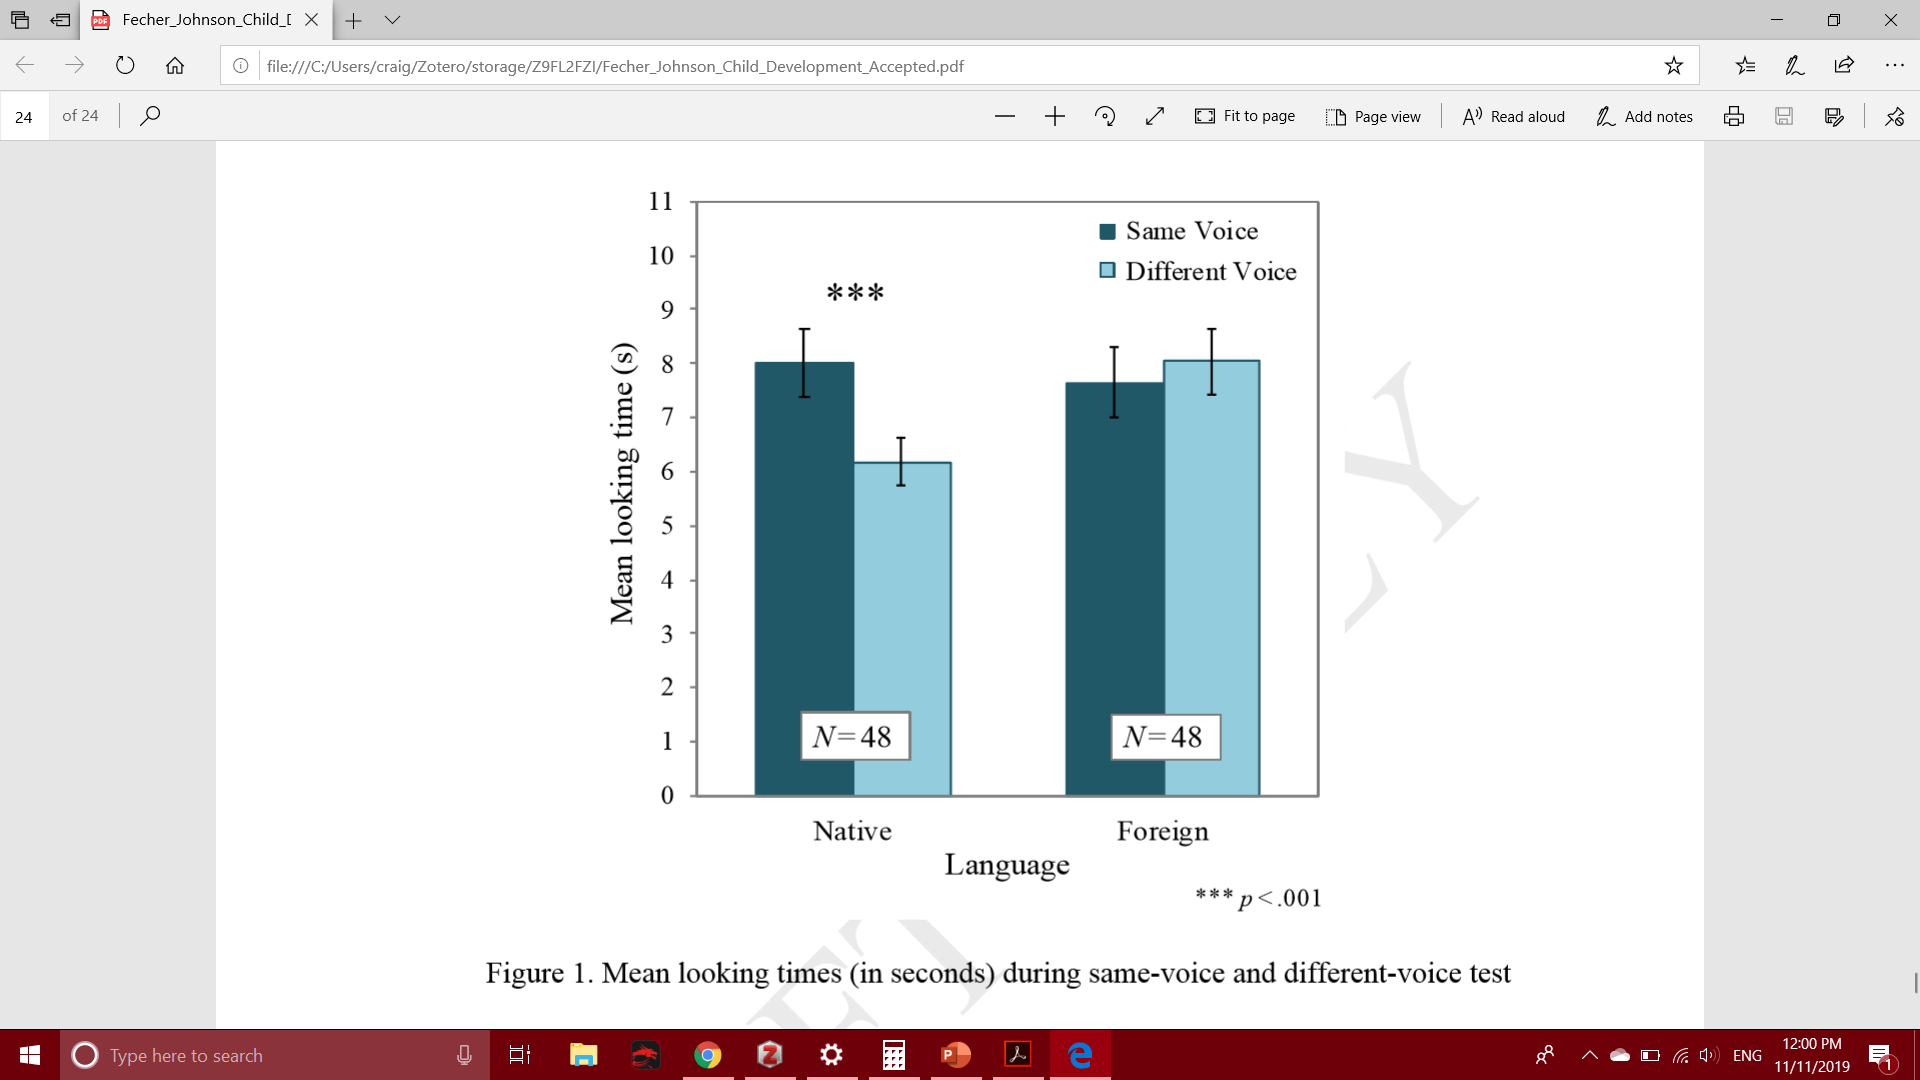 Fecher_Johnson_Child_D
file:///C:/Users/craig/Zotero/storage/Z9FL2FZI/Fecher_Johnson_Child_Development_Accepted.pdf
24 of 24 Fit to page Page view Read aloud Add notes
11
10
9
8
7
6
5
4
3
2
1
0
Mean looking time (s)
Same Voice
Different Voice
***
N=48 N=48
Native Foreign
Language
*** p<.001
Figure 1. Mean looking times (in seconds) during same-voice and different-voice test
Type here to search
ENG
12:00 PM
11/11/2019
1